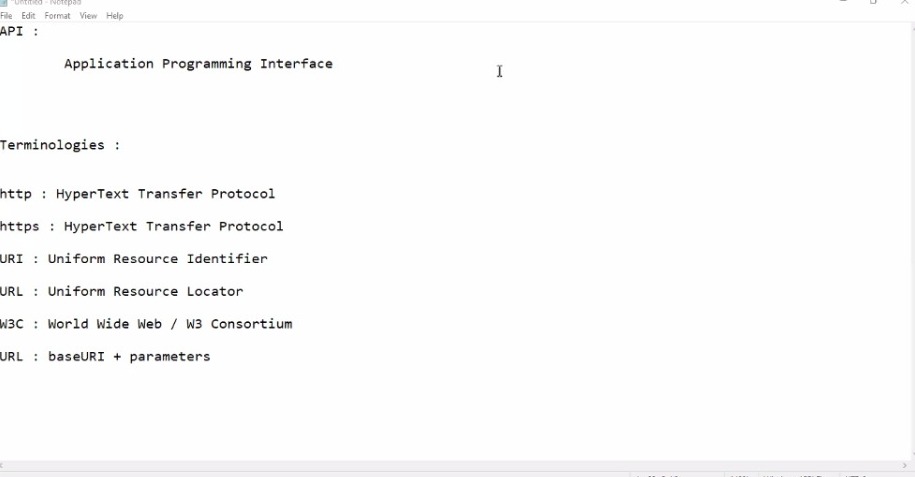 *Untitled - Notepad
File Edit Format View Help
API :
Application Programming Interface
Terminologies :
http : HyperText Transfer Protocol
https : HyperText Transfer Protocol
URI : Uniform Resource Identifier
URL : Uniform Resource Locator
W3C : World Wide Web / W3 Consortium
URL : baseURI + parameters